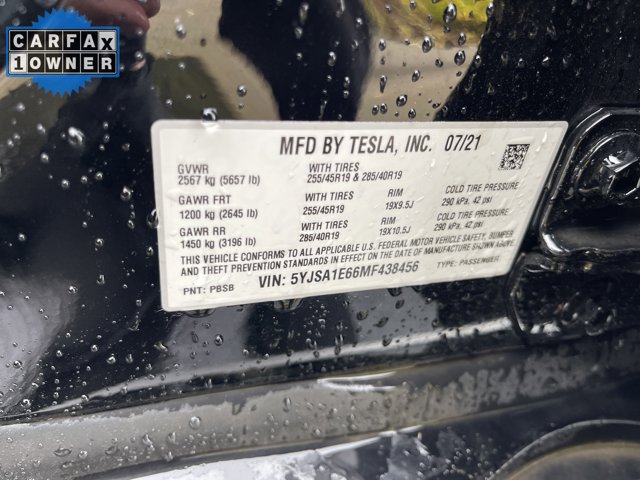 CARFAX
1 OWNER
MFD BY TESLA, INC. 07/21
GVWR
2567 kg (5657 lb)
WITH TIRES
255/45R19 & 285/40R19
GAWR FRT
1200 kg (2645 lb)
WITH TIRES
255/45R19
RIM
19X9.5J
COLD TIRE PRESSURE
290 kPa, 42 psi
GAWR RR
1450 kg (3196 lb)
WITH TIRES
285/40R19
RIM
19X10.5J
COLD TIRE PRESSURE
290 kPa, 42 psi
THIS VEHICLE CONFORMS TO ALL APPLICABLE U.S. FEDERAL MOTOR VEHICLE SAFETY, BUMPER
AND THEFT PREVENTION STANDARDS IN EFFECT ON THE DATE OF MANUFACTURE SHOWN ABOVE.
VIN: 5YJSA1E66MF438456
PNT: PBSB
TYPE: PASSENGER